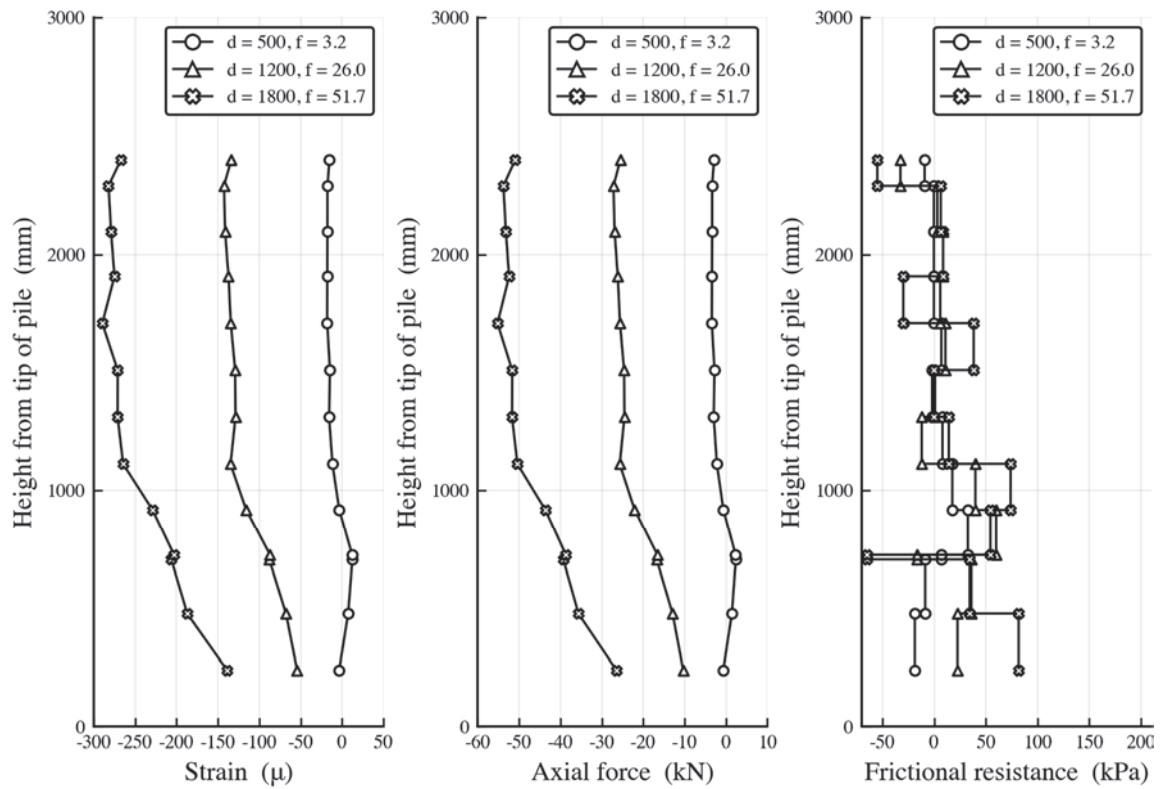 3000
2000
1000
0
Height from tip of pile (mm)
d = 500, f = 3.2
d = 1200, f = 26.0
d = 1800, f = 51.7
-300 -250 -200 -150 -100 -50 0 50
Strain (μ)
3000
2000
1000
0
Height from tip of pile (mm)
d = 500, f = 3.2
d = 1200, f = 26.0
d = 1800, f = 51.7
-60 -50 -40 -30 -20 -10 0 10
Axial force (kN)
3000
2000
1000
0
Height from tip of pile (mm)
d = 500, f = 3.2
d = 1200, f = 26.0
d = 1800, f = 51.7
-50 0 50 100 150 200
Frictional resistance (kPa)